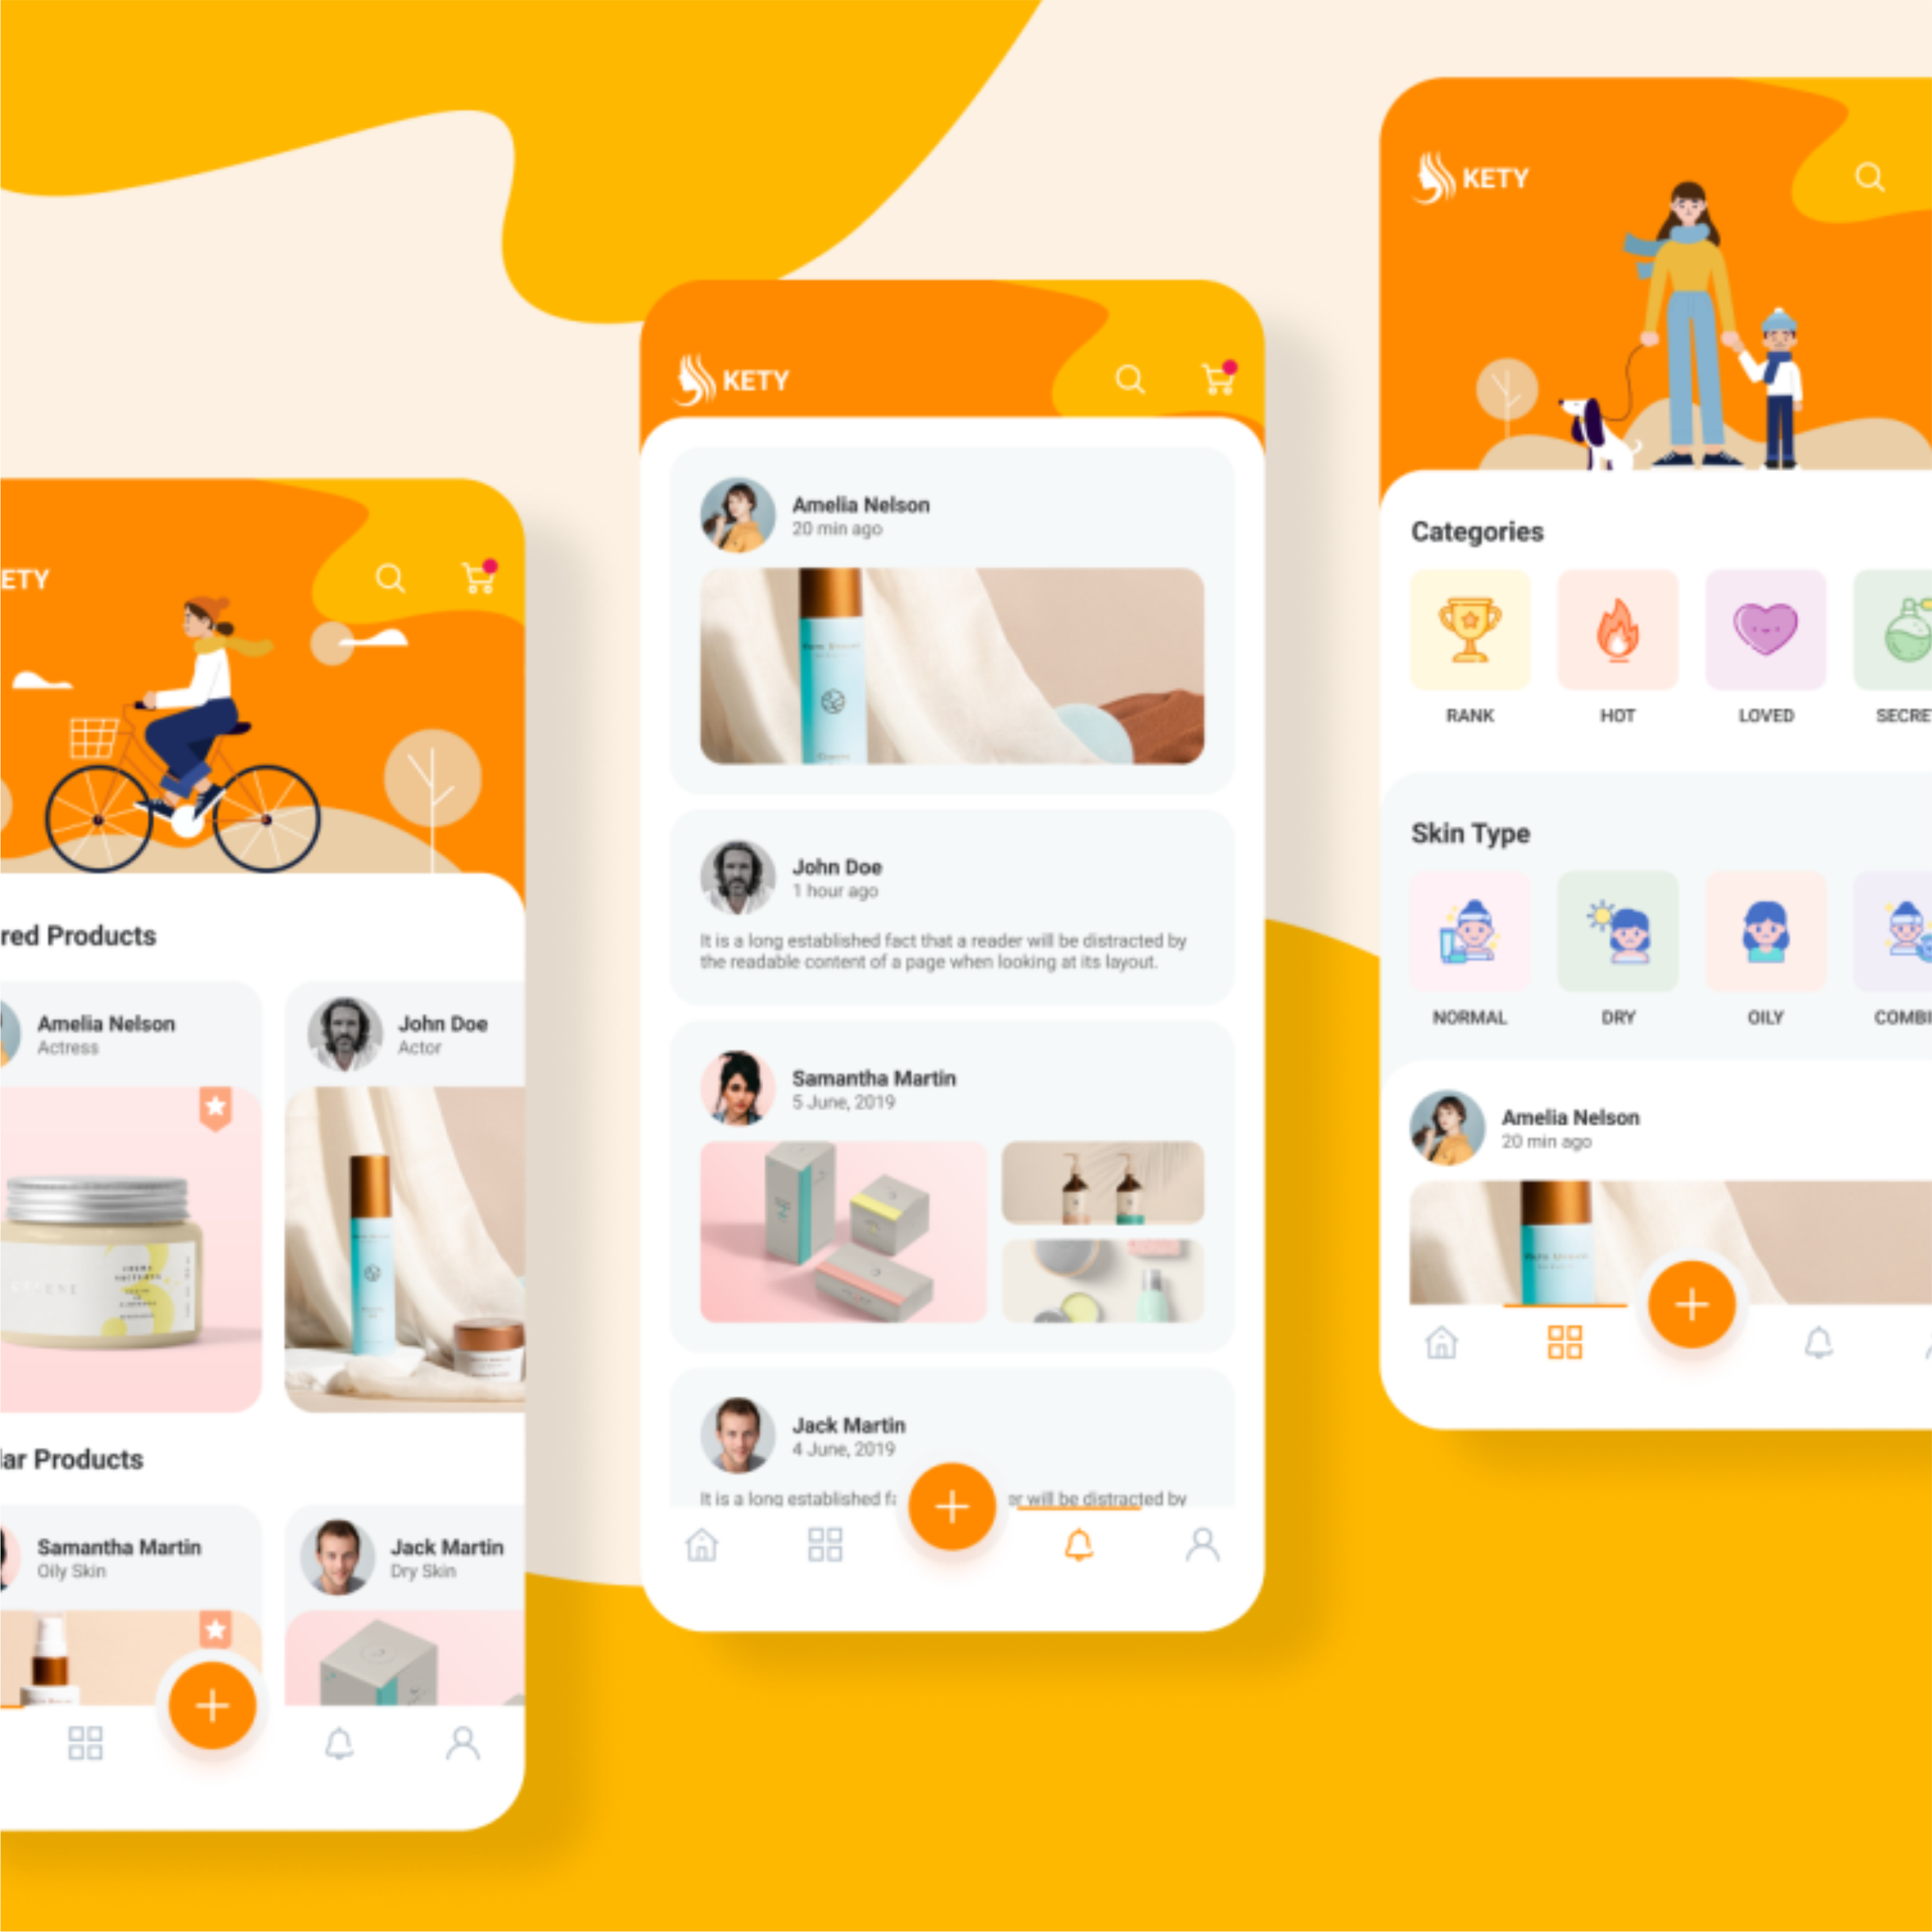 ETY
red Products
Amelia Nelson
Actress
John Doe
Actor
lar Products
Samantha Martin
Oily Skin
Jack Martin
Dry Skin
KETY
Amelia Nelson
20 min ago
John Doe
1 hour ago
It is a long established fact that a reader will be distracted by
the readable content of a page when looking at its layout.
Samantha Martin
5 June, 2019
Jack Martin
4 June, 2019
It is a long established fa
er will be distracted by
KETY
Categories
RANK
HOT
LOVED
SECRE
Skin Type
NORMAL
DRY
OILY
COMBI
Amelia Nelson
20 min ago